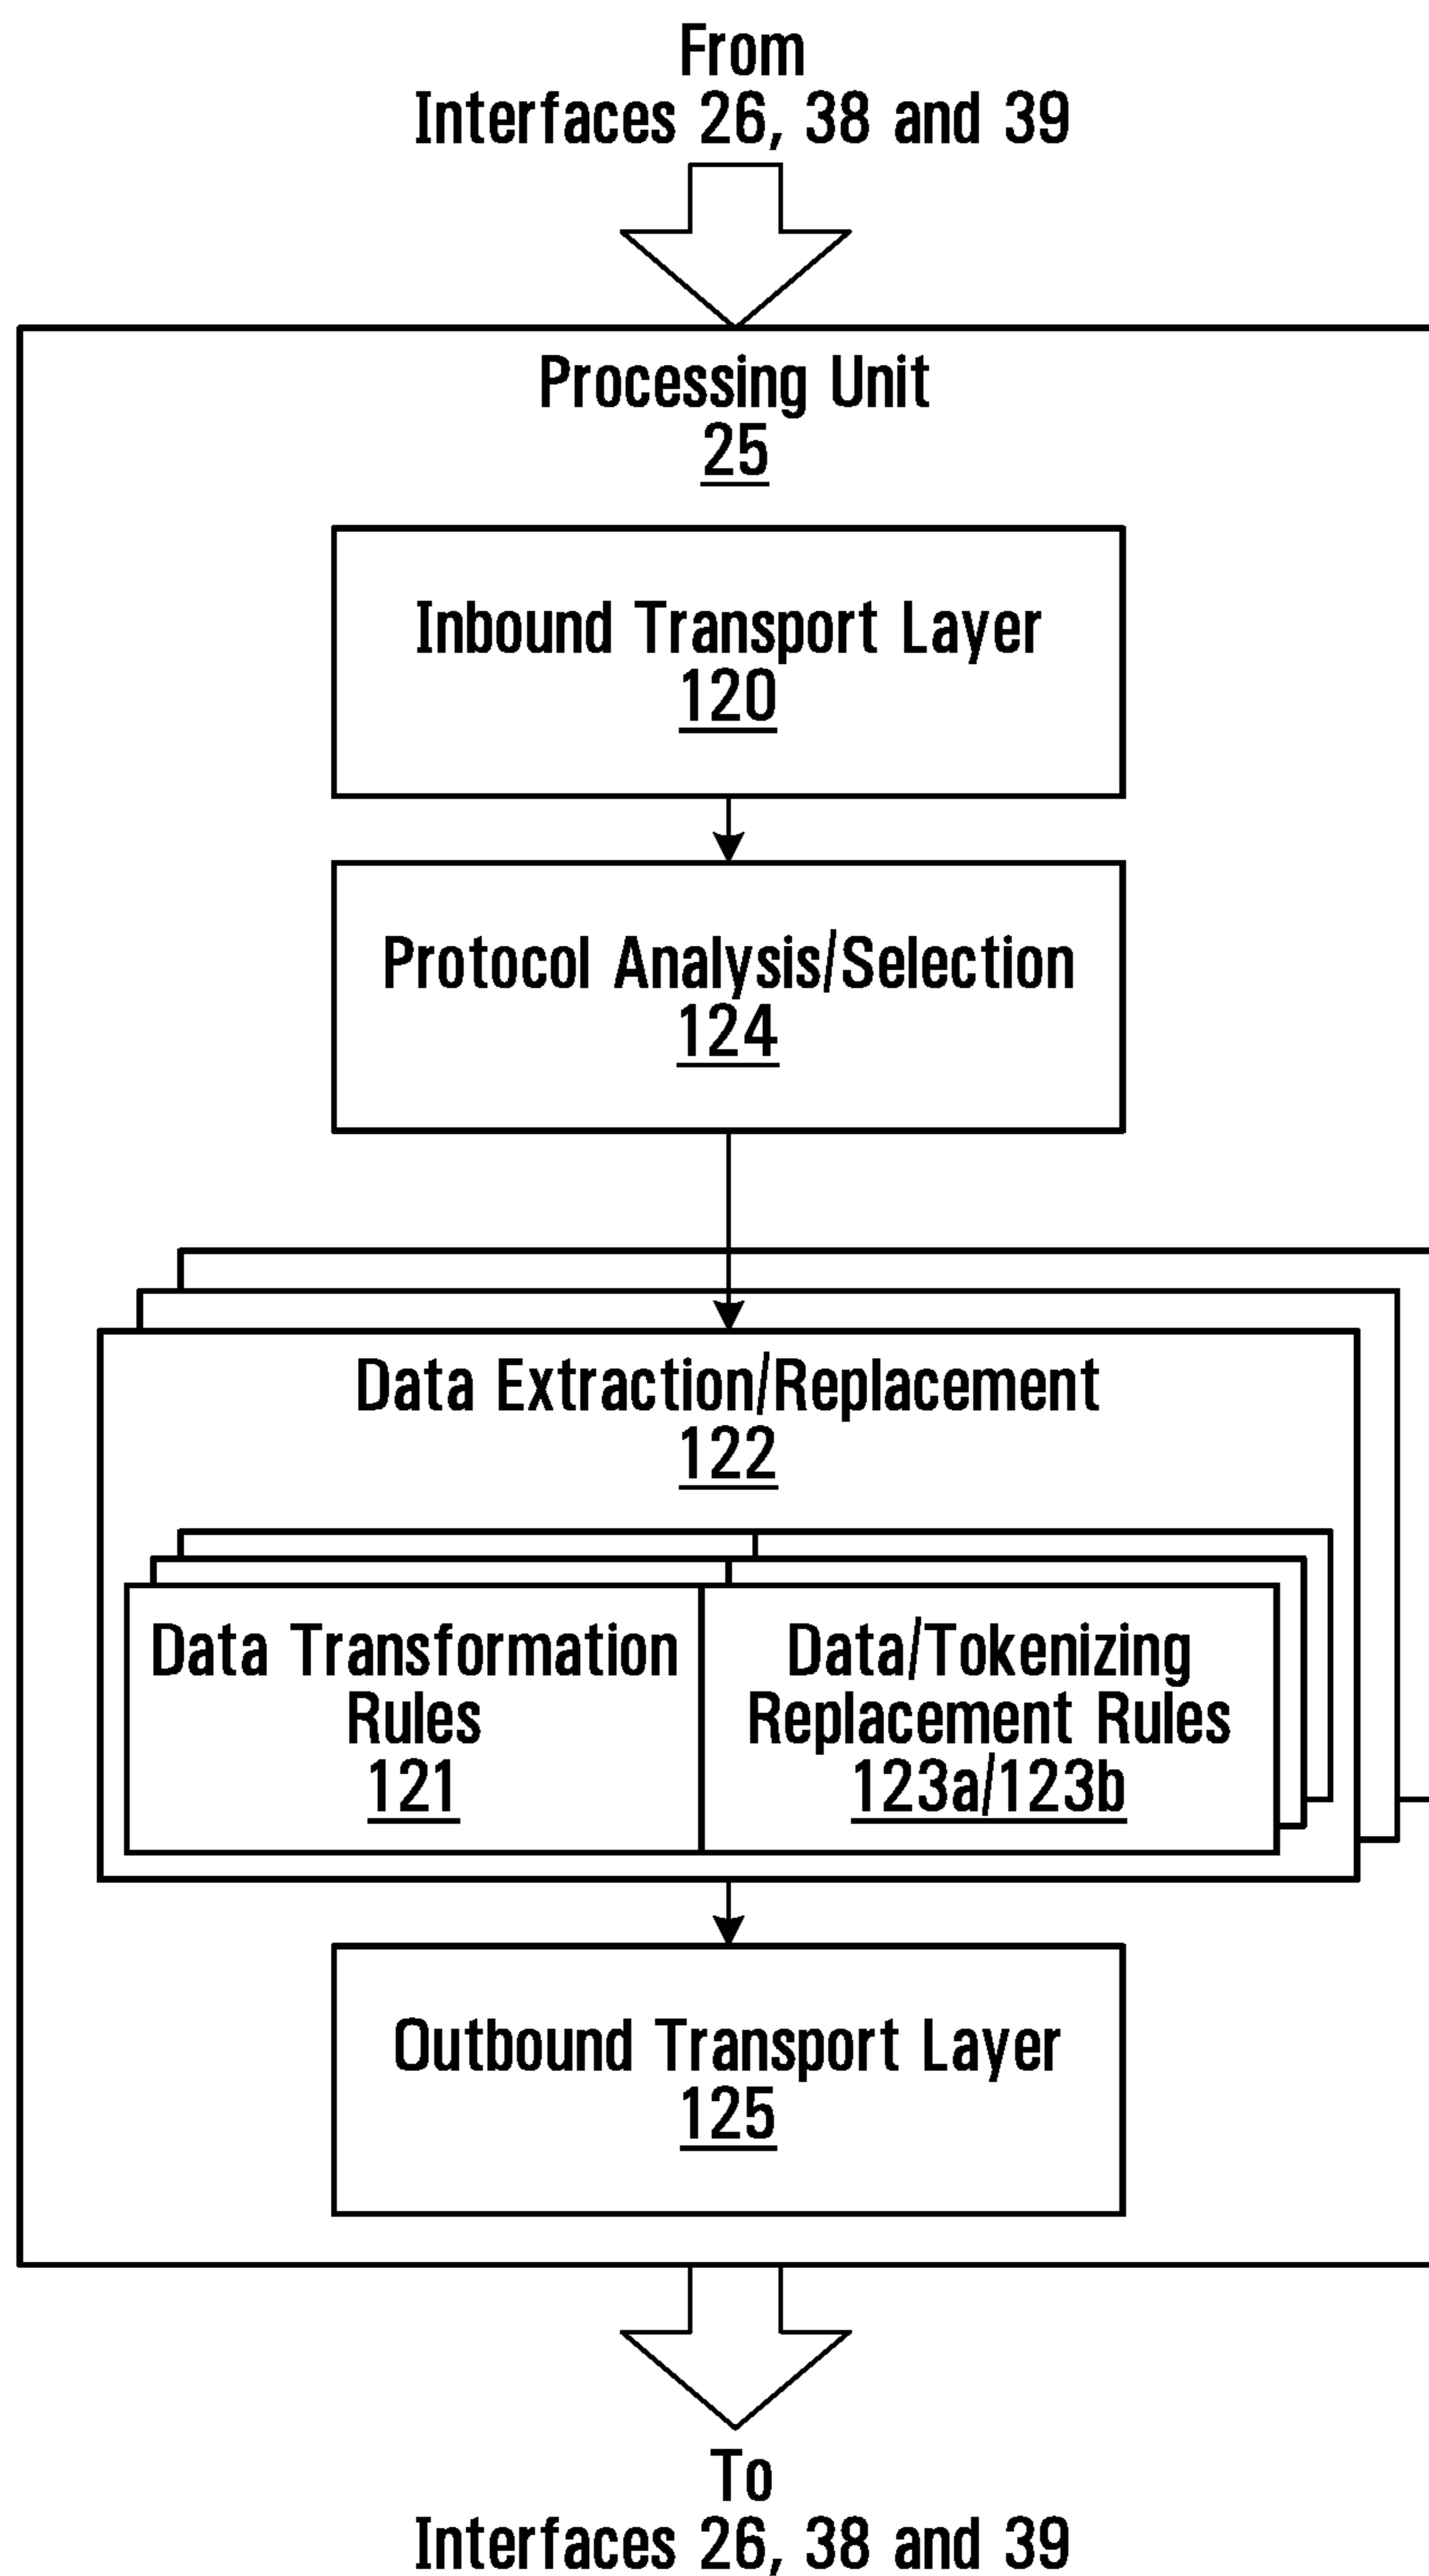 From
Interfaces 26, 38 and 39
Processing Unit
25
Inbound Transport Layer
120
Protocol Analysis/Selection
124
Data Extraction/Replacement
122
Data Transformation
Rules
121
Data/Tokenizing
Replacement Rules
123a/123b
Outbound Transport Layer
125
To
Interfaces 26, 38 and 39